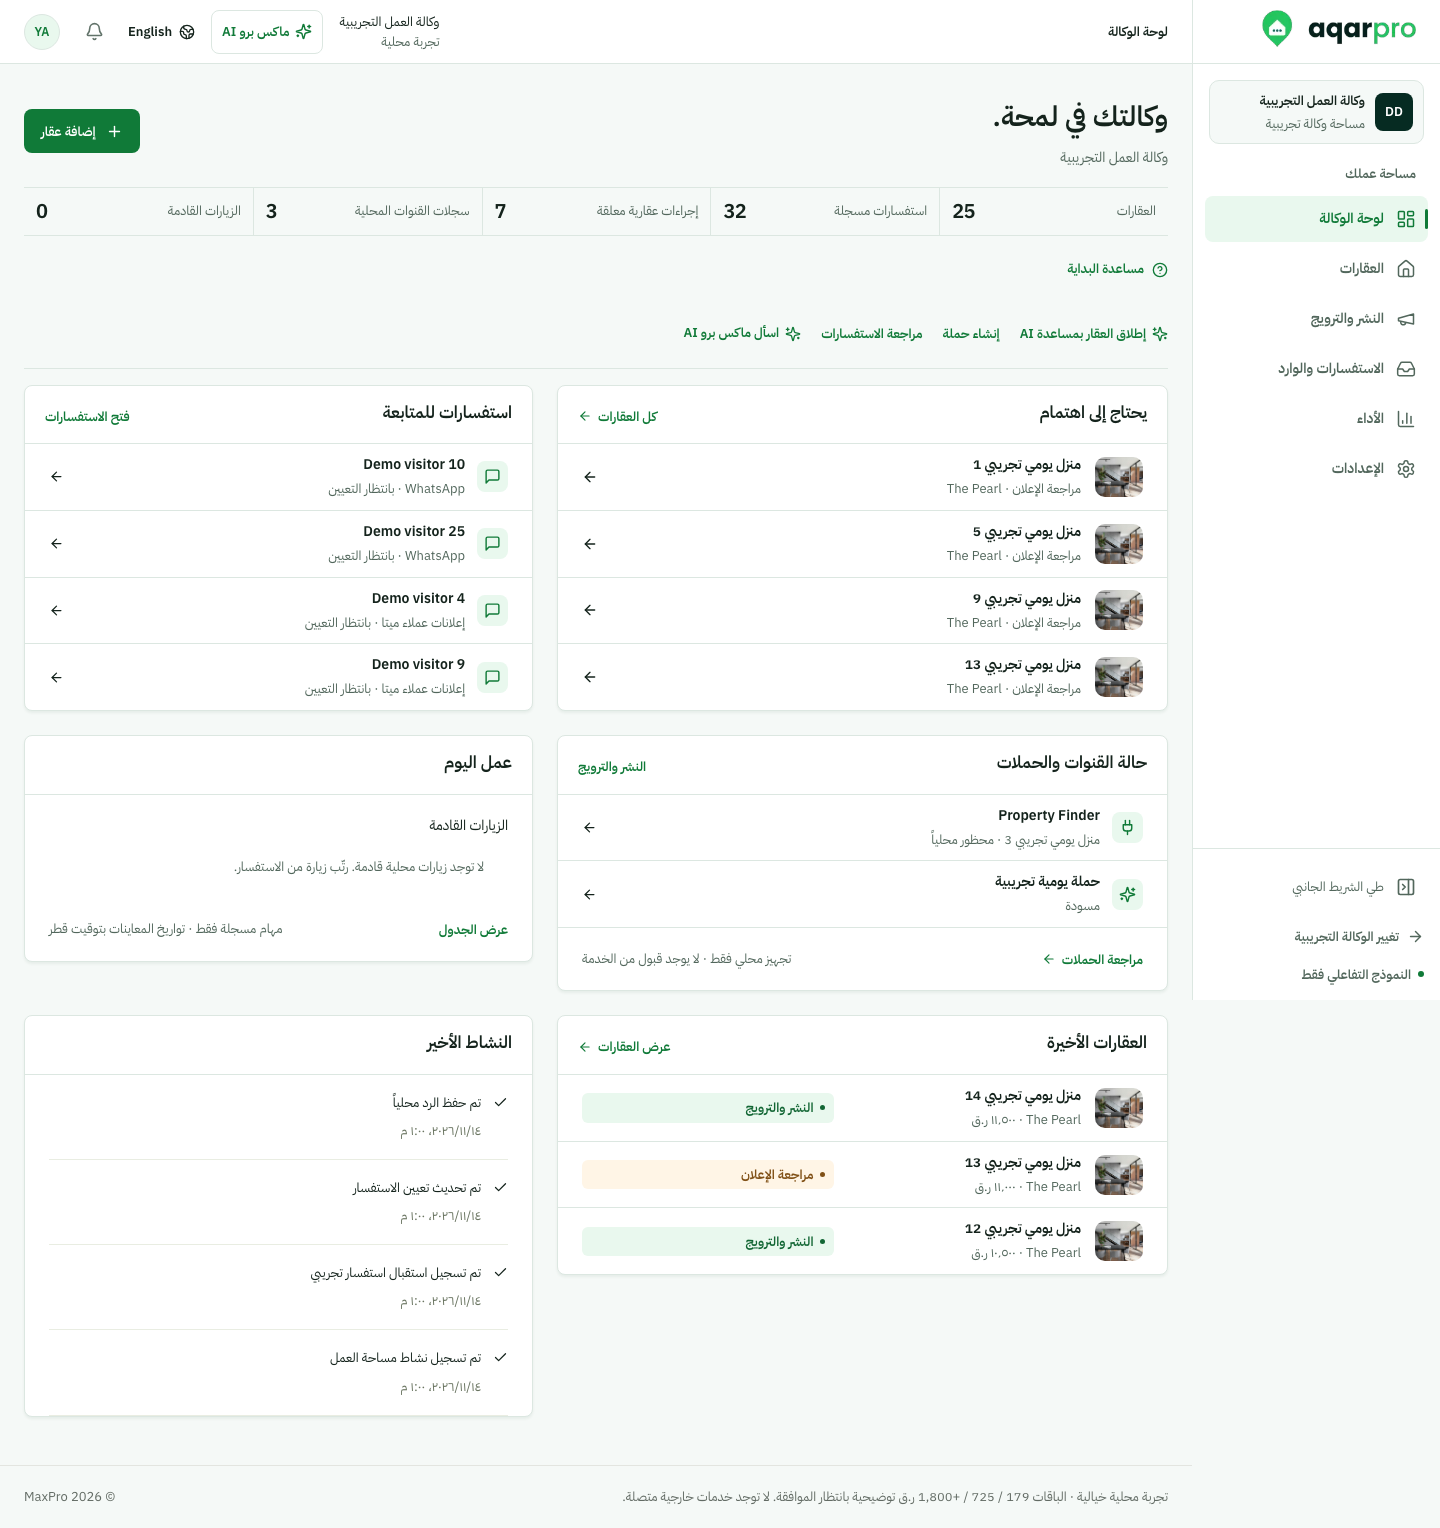 aqarpro
لوحة الوكالة
وكالة العمل التجريبية
تجربة محلية
ماكس برو AI
English
YA
DD
وكالة العمل التجريبية
مساحة وكالة تجريبية
مساحة عملك
لوحة الوكالة
العقارات
النشر والترويج
الاستفسارات والوارد
الأداء
الإعدادات
طي الشريط الجانبي
تغيير الوكالة التجريبية
النموذج التفاعلي فقط
وكالتك في لمحة.
وكالة العمل التجريبية
إضافة عقار
العقارات 25
استفسارات مسجلة 32
إجراءات عقارية معلقة 7
سجلات القنوات المحلية 3
الزيارات القادمة 0
مساعدة البداية
إطلاق العقار بمساعدة AI
إنشاء حملة
مراجعة الاستفسارات
اسأل ماكس برو AI
يحتاج إلى اهتمام
كل العقارات
منزل يومي تجريبي 1
مراجعة الإعلان · The Pearl
منزل يومي تجريبي 5
مراجعة الإعلان · The Pearl
منزل يومي تجريبي 9
مراجعة الإعلان · The Pearl
منزل يومي تجريبي 13
مراجعة الإعلان · The Pearl
استفسارات للمتابعة
فتح الاستفسارات
Demo visitor 10
WhatsApp · بانتظار التعيين
Demo visitor 25
WhatsApp · بانتظار التعيين
Demo visitor 4
إعلانات عملاء ميتا · بانتظار التعيين
Demo visitor 9
إعلانات عملاء ميتا · بانتظار التعيين
حالة القنوات والحملات
النشر والترويج
Property Finder
منزل يومي تجريبي 3 · محظور محلياً
حملة يومية تجريبية
مسودة
مراجعة الحملات
تجهيز محلي فقط · لا يوجد قبول من الخدمة
عمل اليوم
الزيارات القادمة
لا توجد زيارات محلية قادمة. رتّب زيارة من الاستفسار.
عرض الجدول
مهام مسجلة فقط · تواريخ المعاينات بتوقيت قطر
العقارات الأخيرة
عرض العقارات
منزل يومي تجريبي 14
The Pearl · ١١٬٥٠٠ ر.ق
النشر والترويج
منزل يومي تجريبي 13
The Pearl · ١١٬٠٠٠ ر.ق
مراجعة الإعلان
منزل يومي تجريبي 12
The Pearl · ١٠٬٥٠٠ ر.ق
النشر والترويج
النشاط الأخير
تم حفظ الرد محلياً
١٤‏/١١‏/٢٠٢٦، ١:٠٠ م
تم تحديث تعيين الاستفسار
١٤‏/١١‏/٢٠٢٦، ١:٠٠ م
تم تسجيل استقبال استفسار تجريبي
١٤‏/١١‏/٢٠٢٦، ١:٠٠ م
تم تسجيل نشاط مساحة العمل
١٤‏/١١‏/٢٠٢٦، ١:٠٠ م
تجربة محلية خيالية · الباقات 179 / 725 / +1,800 ر.ق توضيحية بانتظار الموافقة. لا توجد خدمات خارجية متصلة.
© 2026 MaxPro